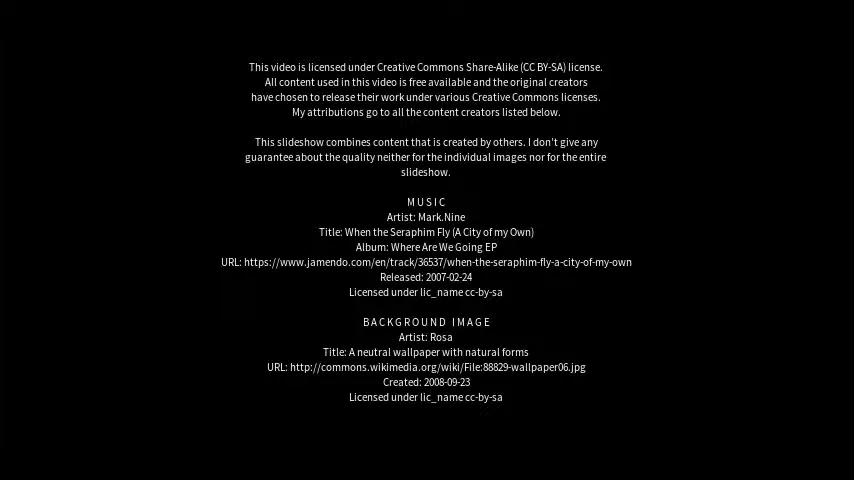 This video is licensed under Creative Commons Share-Alike (CC BY-SA) license.
All content used in this video is free available and the original creators
have chosen to release their work under various Creative Commons licenses.
My attributions go to all the content creators listed below.
This slideshow combines content that is created by others. I don't give any
guarantee about the quality neither for the individual images nor for the entire
slideshow.
MUSIC
Artist: Mark.Nine
Title: When the Seraphim Fly (A City of my Own)
Album: Where Are We Going EP
URL: https://www.jamendo.com/en/track/36537/when-the-seraphim-fly-a-city-of-my-own
Released: 2007-02-24
Licensed under lic_name cc-by-sa
BACKGROUND IMAGE
Artist: Rosa
Title: A neutral wallpaper with natural forms
URL: http://commons.wikimedia.org/wiki/File:88829-wallpaper06.jpg
Created: 2008-09-23
Licensed under lic_name cc-by-sa